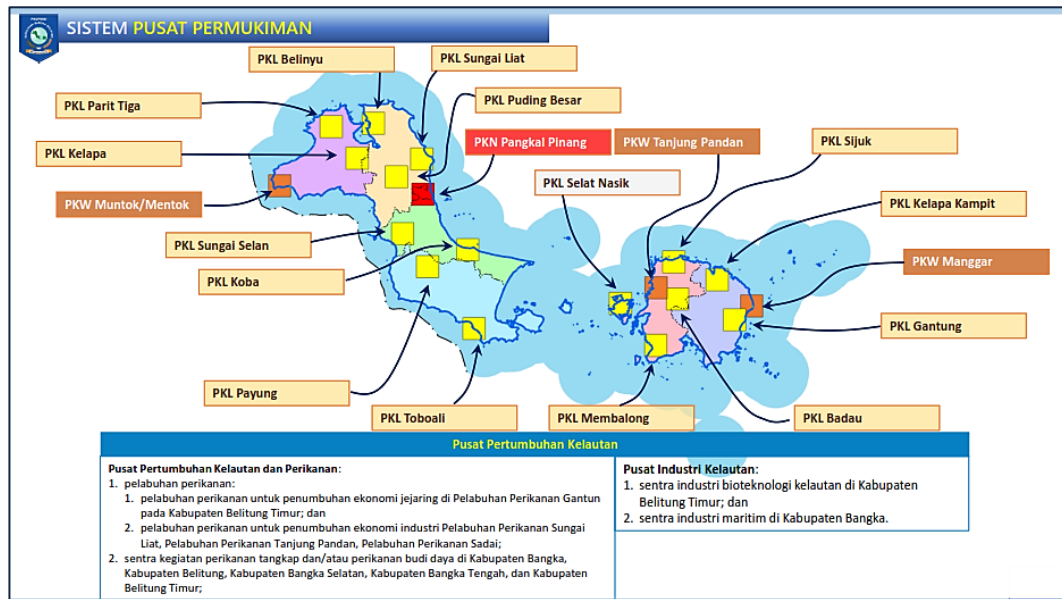 SISTEM PUSAT PERMUKIMAN
PKL Belinyu
PKL Sungai Liat
PKL Parit Tiga
PKL Puding Besar
PKL Kelapa
PKN Pangkal Pinang
PKW Tanjung Pandan
PKL Sijuk
PKL Selat Nasik
PKW Muntok/Mentok
PKL Kelapa Kampit
PKL Sungai Selan
PKW Manggar
PKL Koba
PKL Gantung
PKL Payung
PKL Toboali
PKL Membalong
PKL Badau
Pusat Pertumbuhan Kelautan
Pusat Pertumbuhan Kelautan dan Perikanan:
1. pelabuhan perikanan:
1. pelabuhan perikanan untuk penumbuhan ekonomi jejaring di Pelabuhan Perikanan Gantun
pada Kabupaten Belitung Timur; dan
2. pelabuhan perikanan untuk penumbuhan ekonomi industri Pelabuhan Perikanan Sungai
Liat, Pelabuhan Perikanan Tanjung Pandan, Pelabuhan Perikanan Sadai;
2. sentra kegiatan perikanan tangkap dan/atau perikanan budi daya di Kabupaten Bangka,
Kabupaten Belitung, Kabupaten Bangka Selatan, Kabupaten Bangka Tengah, dan Kabupaten
Belitung Timur;
Pusat Industri Kelautan:
1. sentra industri bioteknologi kelautan di Kabupaten
Belitung Timur; dan
2. sentra industri maritim di Kabupaten Bangka.